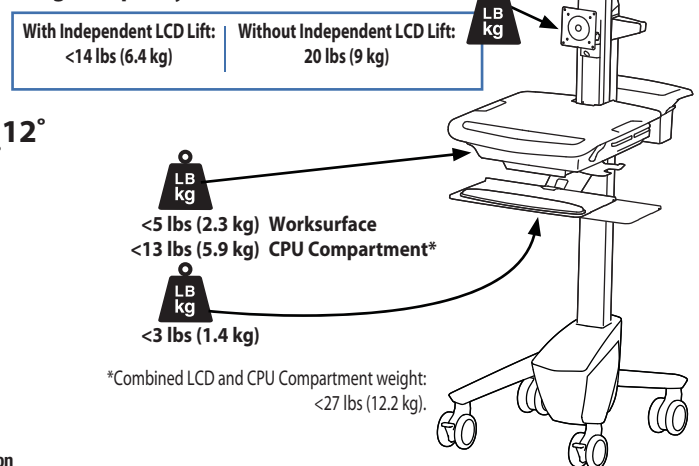 With Independent LCD Lift:
<14 lbs (6.4 kg)
Without Independent LCD Lift:
20 lbs (9 kg)
LB
kg
12°
LB
kg
<5 lbs (2.3 kg) Worksurface
<13 lbs (5.9 kg) CPU Compartment*
LB
kg
<3 lbs (1.4 kg)
*Combined LCD and CPU Compartment weight:
<27 lbs (12.2 kg).
on